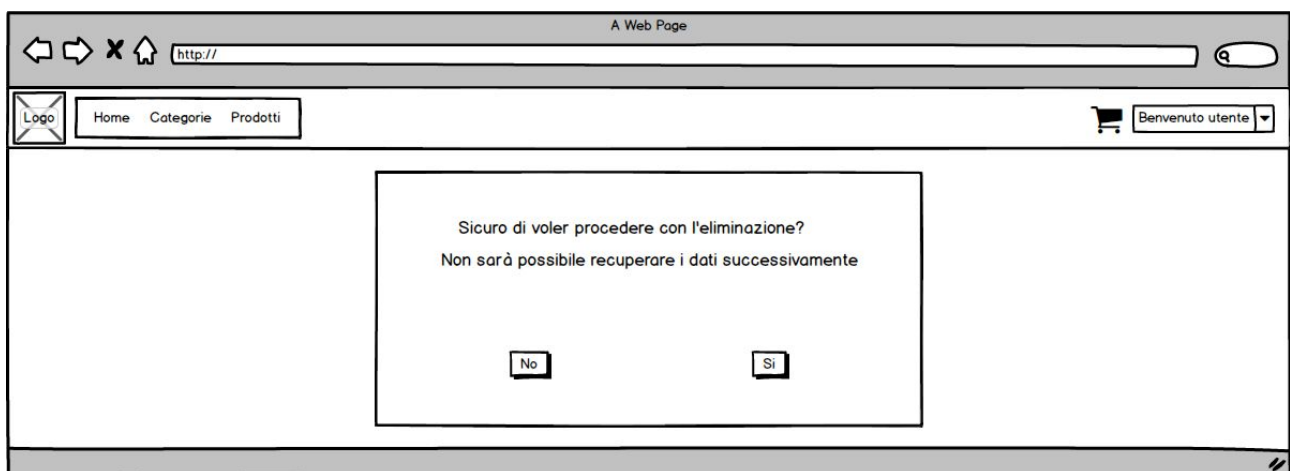 A Web Page
http://
Logo
Home Categorie Prodotti
Benvenuto utente
Sicuro di voler procedere con l'eliminazione?
Non sarà possibile recuperare i dati successivamente
No
Si